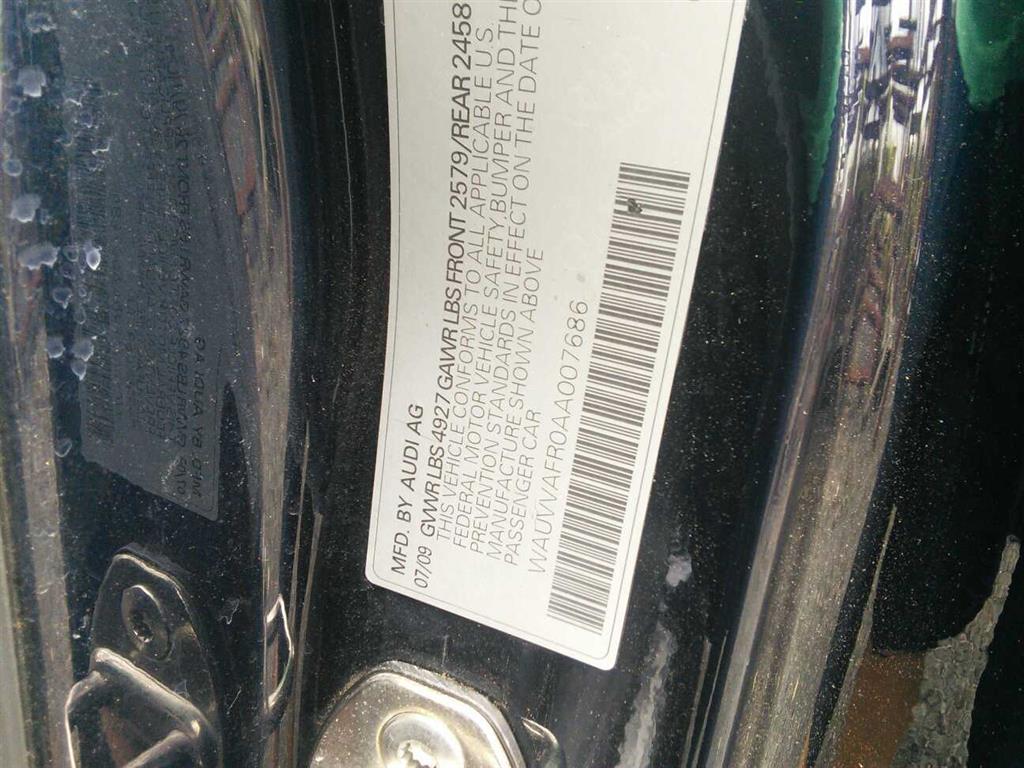 MFD. BY AUDI AG
07/09 GVWR LBS 4927 GAWR LBS FRONT 2579/REAR 2458
THIS VEHICLE CONFORMS TO ALL APPLICABLE U.S.
FEDERAL MOTOR VEHICLE SAFETY,BUMPER AND THE
PREVENTION STANDARDS IN EFFECT ON THE DATE O
MANUFACTURE SHOWN ABOVE
PASSENGER CAR
WAUVVAFR0AA007686